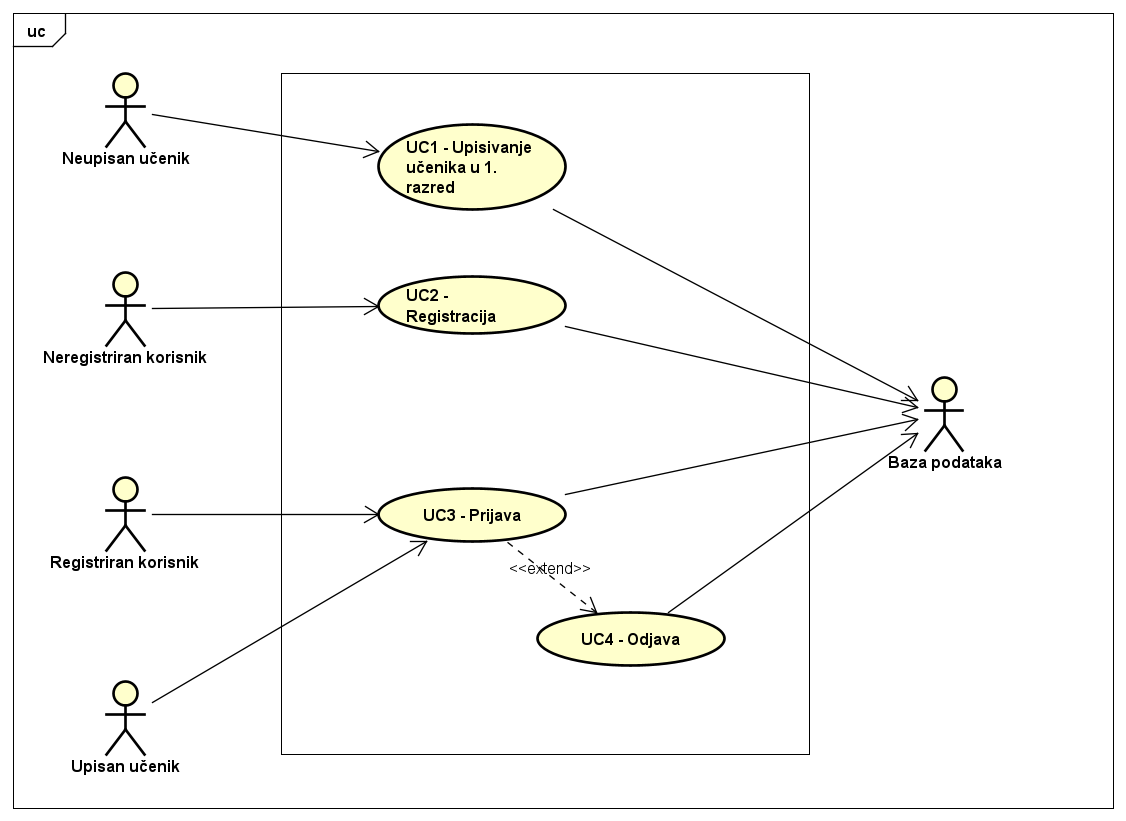 uc
Neupisan učenik
UC1 - Upisivanje
učenika u 1.
razred
Neregistriran korisnik
UC2 -
Registracija
Baza podataka
Registriran korisnik
UC3 - Prijava
<<extend>>
UC4 - Odjava
Upisan učenik